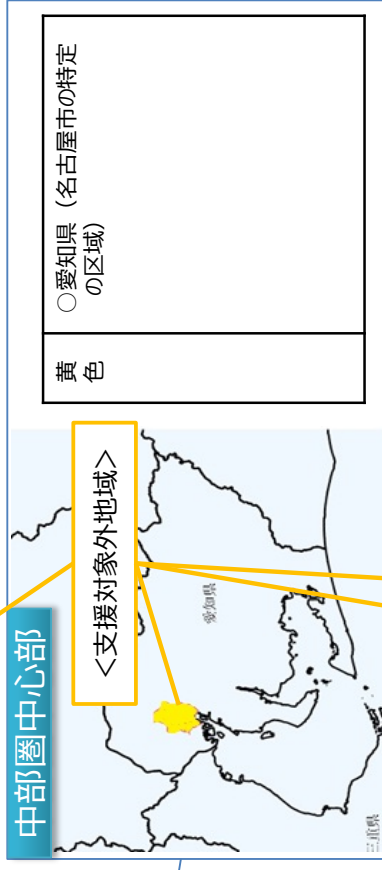 中部圏中心部
＜支援対象外地域＞
愛知県
三重県
黄色
○愛知県（名古屋市の特定
の区域）